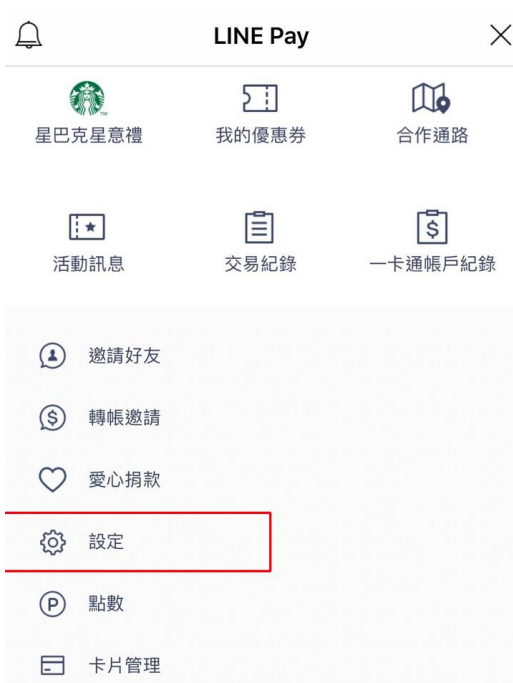 LINE Pay
星巴克星意禮 我的優惠券 合作通路
活動訊息 交易紀錄 一卡通帳戶紀錄
邀請好友
轉帳邀請
愛心捐款
設定
點數
卡片管理